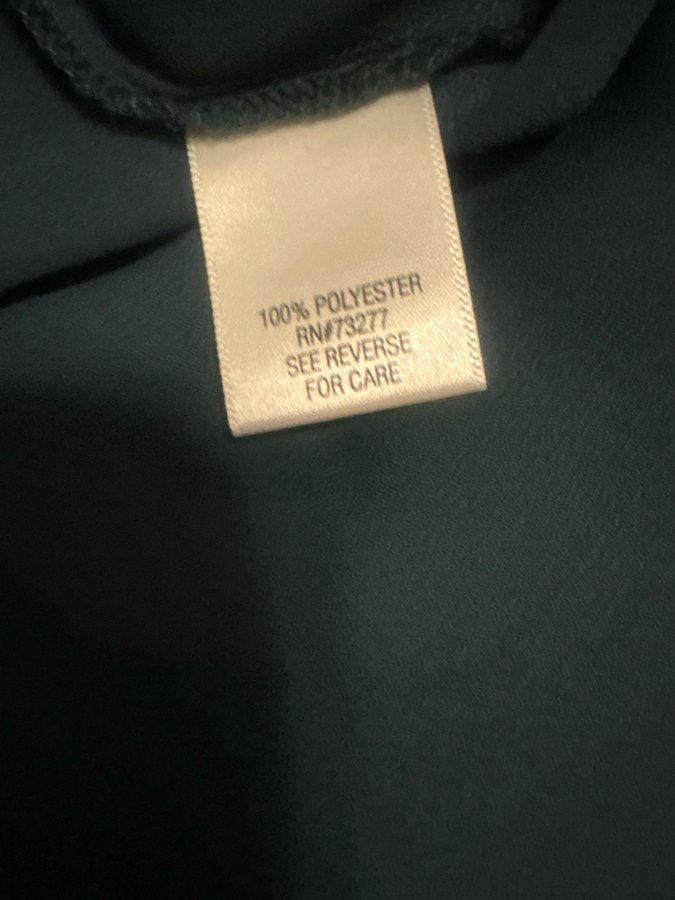 100% POLYESTER
RN#73277
SEE REVERSE
FOR CARE